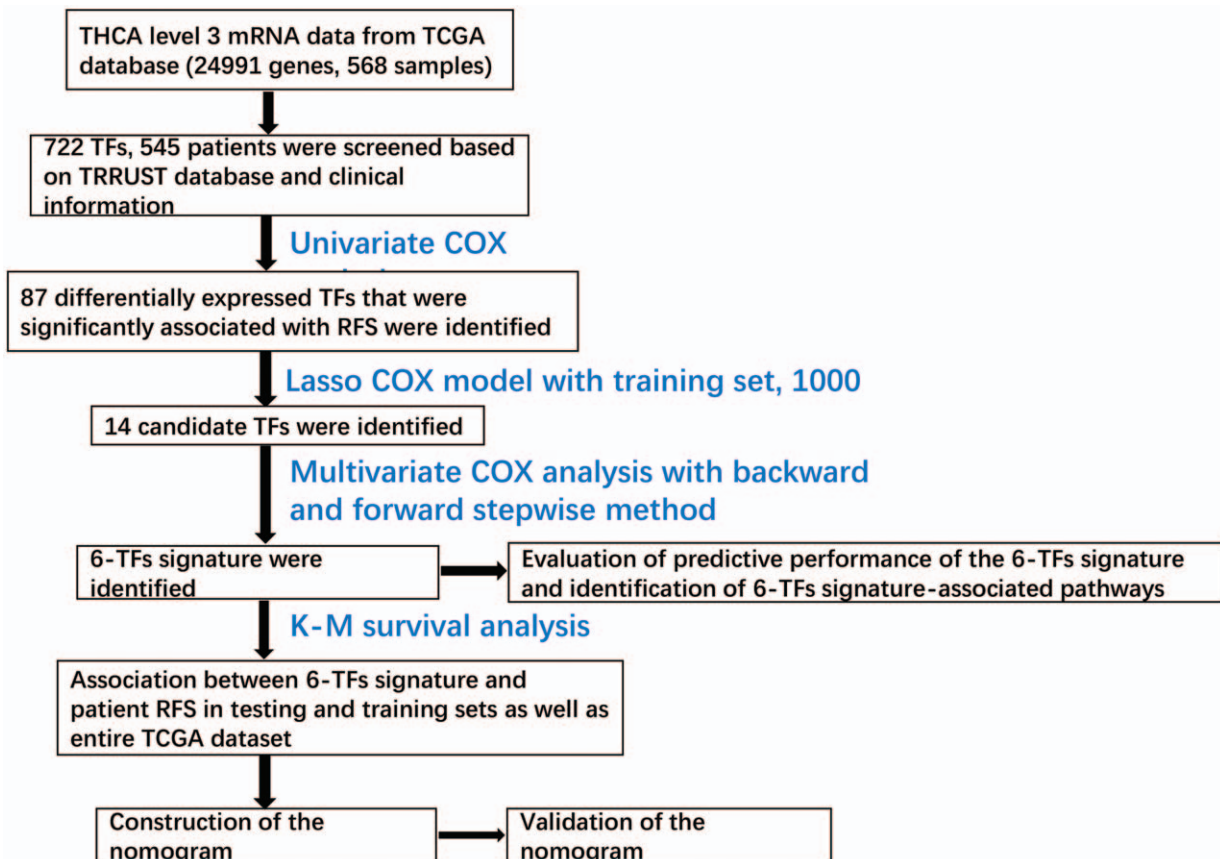 THCA level 3 mRNA data from TCGA
database (24991 genes, 568 samples)
722 TFs, 545 patients were screened based
on TRRUST database and clinical
information
Univariate COX
87 differentially expressed TFs that were
significantly associated with RFS were identified
Lasso COX model with training set, 1000
14 candidate TFs were identified
Multivariate COX analysis with backward
and forward stepwise method
6-TFs signature were
identified
Evaluation of predictive performance of the 6-TFs signature
and identification of 6-TFs signature-associated pathways
K-M survival analysis
Association between 6-TFs signature and
patient RFS in testing and training sets as well as
entire TCGA dataset
Construction of the
nomogram
Validation of the
nomogram